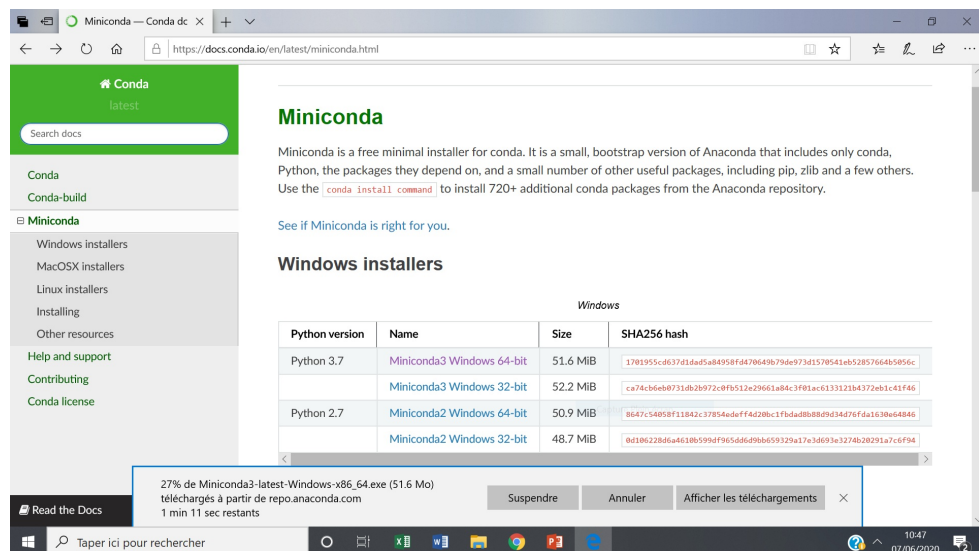 Miniconda — Conda dc
https://docs.conda.io/en/latest/miniconda.html
Conda
latest
Search docs
Conda
Conda-build
Miniconda
Windows installers
MacOSX installers
Linux installers
Installing
Other resources
Help and support
Contributing
Conda license
Read the Docs
Miniconda
Miniconda is a free minimal installer for conda. It is a small, bootstrap version of Anaconda that includes only conda,
Python, the packages they depend on, and a small number of other useful packages, including pip, zlib and a few others.
Use the conda install command to install 720+ additional conda packages from the Anaconda repository.
See if Miniconda is right for you.
Windows installers
Windows
Python version Name Size SHA256 hash
Python 3.7 Miniconda3 Windows 64-bit 51.6 MiB 1701955cd637d1dad5a84958fd470649b79de973d1570541eb52857664b5056c
Miniconda3 Windows 32-bit 52.2 MiB ca74cb6eb0731db2b972c0fb512e29661a84c3f01ac6133121b4372eb1c41f46
Python 2.7 Miniconda2 Windows 64-bit 50.9 MiB 8647c54058f11842c37854edeff4d20bc1fbdad8b88d9d34d76fda1630e64846
Miniconda2 Windows 32-bit 48.7 MiB 0d106228d6a4610b599df965dd6d9bb659329a17e3d693e3274b20291a7c6f94
27% de Miniconda3-latest-Windows-x86_64.exe (51.6 Mo)
téléchargés à partir de repo.anaconda.com
1 min 11 sec restants
Suspendre Annuler Afficher les téléchargements
Taper ici pour rechercher
10:47
07/06/2020